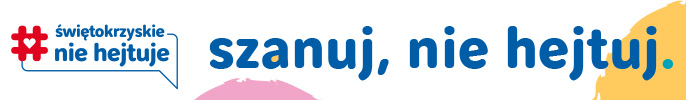 świętokrzyskie
nie hejtuje
szanuj, nie hejtuj.